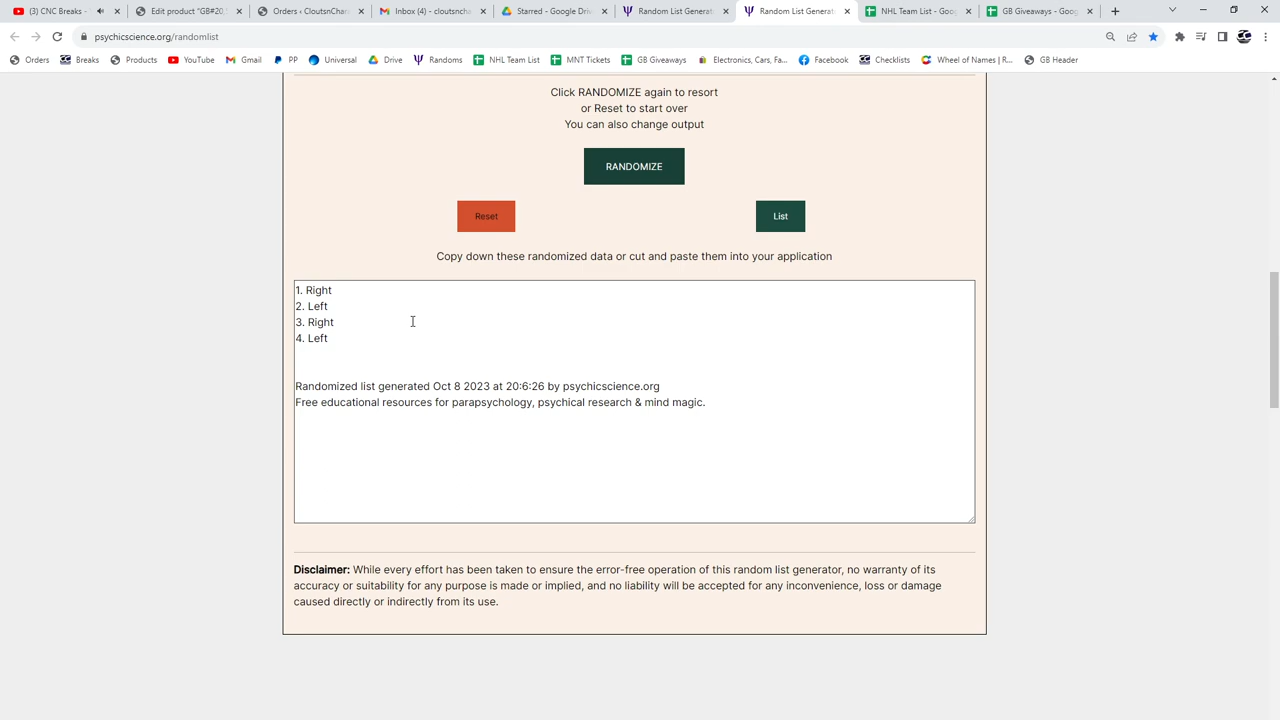 (3) CNC Breaks -
Edit product "GB#20
Orders ‹ CloutsnChan
Inbox (4) - cloutsncha
Starred - Google Driv
Random List Generat
Random List Generat
NHL Team List - Goog
GB Giveaways - Goog
psychicscience.org/randomlist
Orders
Breaks
Products
YouTube
Gmail
PP
Universal
Drive
Randoms
NHL Team List
MNT Tickets
GB Giveaways
Electronics, Cars, Fa...
Facebook
Checklists
Wheel of Names | R...
GB Header
Click RANDOMIZE again to resort
or Reset to start over
You can also change output
RANDOMIZE
Reset
List
Copy down these randomized data or cut and paste them into your application
1. Right
2. Left
3. Right
4. Left
Randomized list generated Oct 8 2023 at 20:6:26 by psychicscience.org
Free educational resources for parapsychology, psychical research & mind magic.
Disclaimer: While every effort has been taken to ensure the error-free operation of this random list generator, no warranty of its
accuracy or suitability for any purpose is made or implied, and no liability will be accepted for any inconvenience, loss or damage
caused directly or indirectly from its use.